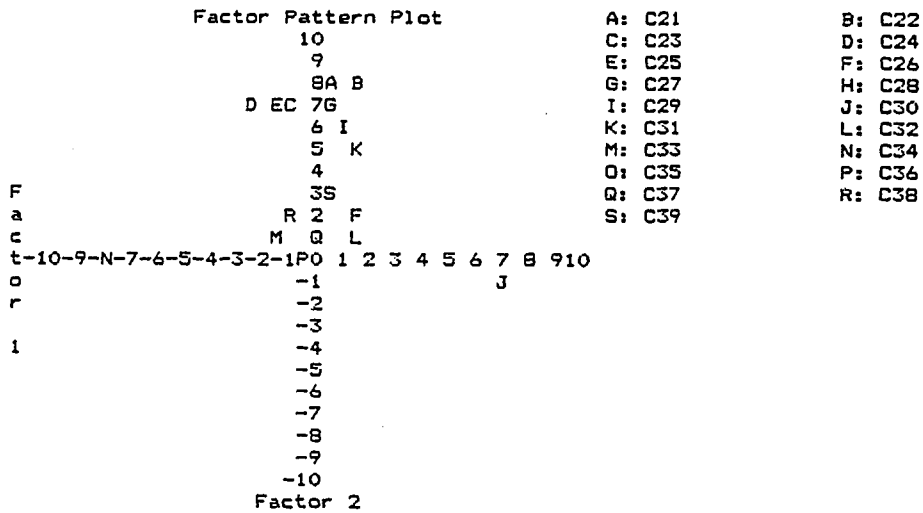 Factor Pattern Plot A: C21 B: C22
10 C: C23 D: C24
9 E: C25 F: C26
8A B G: C27 H: C28
D EC 7G I: C29 J: C30
6 I K: C31 L: C32
5 K M: C33 N: C34
4 O: C35 P: C36
F 3S Q: C37 R: C38
a R 2 F S: C39
c M Q L
t-10-9-N-7-6-5-4-3-2-1P0 1 2 3 4 5 6 7 8 910
o -1 J
r -2
-3
1 -4
-5
-6
-7
-8
-9
-10
Factor 2